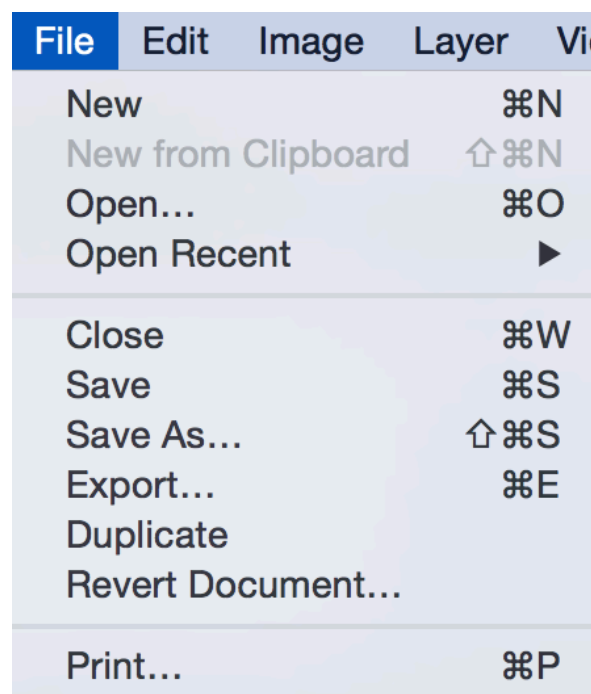 File Edit Image Layer Vi
New ⌘N
New from Clipboard ⇧⌘N
Open... ⌘O
Open Recent ▶
Close ⌘W
Save ⌘S
Save As... ⇧⌘S
Export... ⌘E
Duplicate
Revert Document...
Print... ⌘P